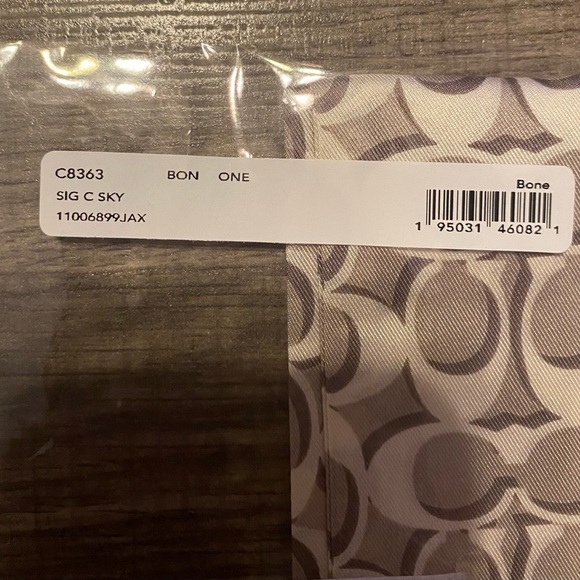 C8363 BON ONE
SIG C SKY Bone
11006899JAX
1 95031 46082 1